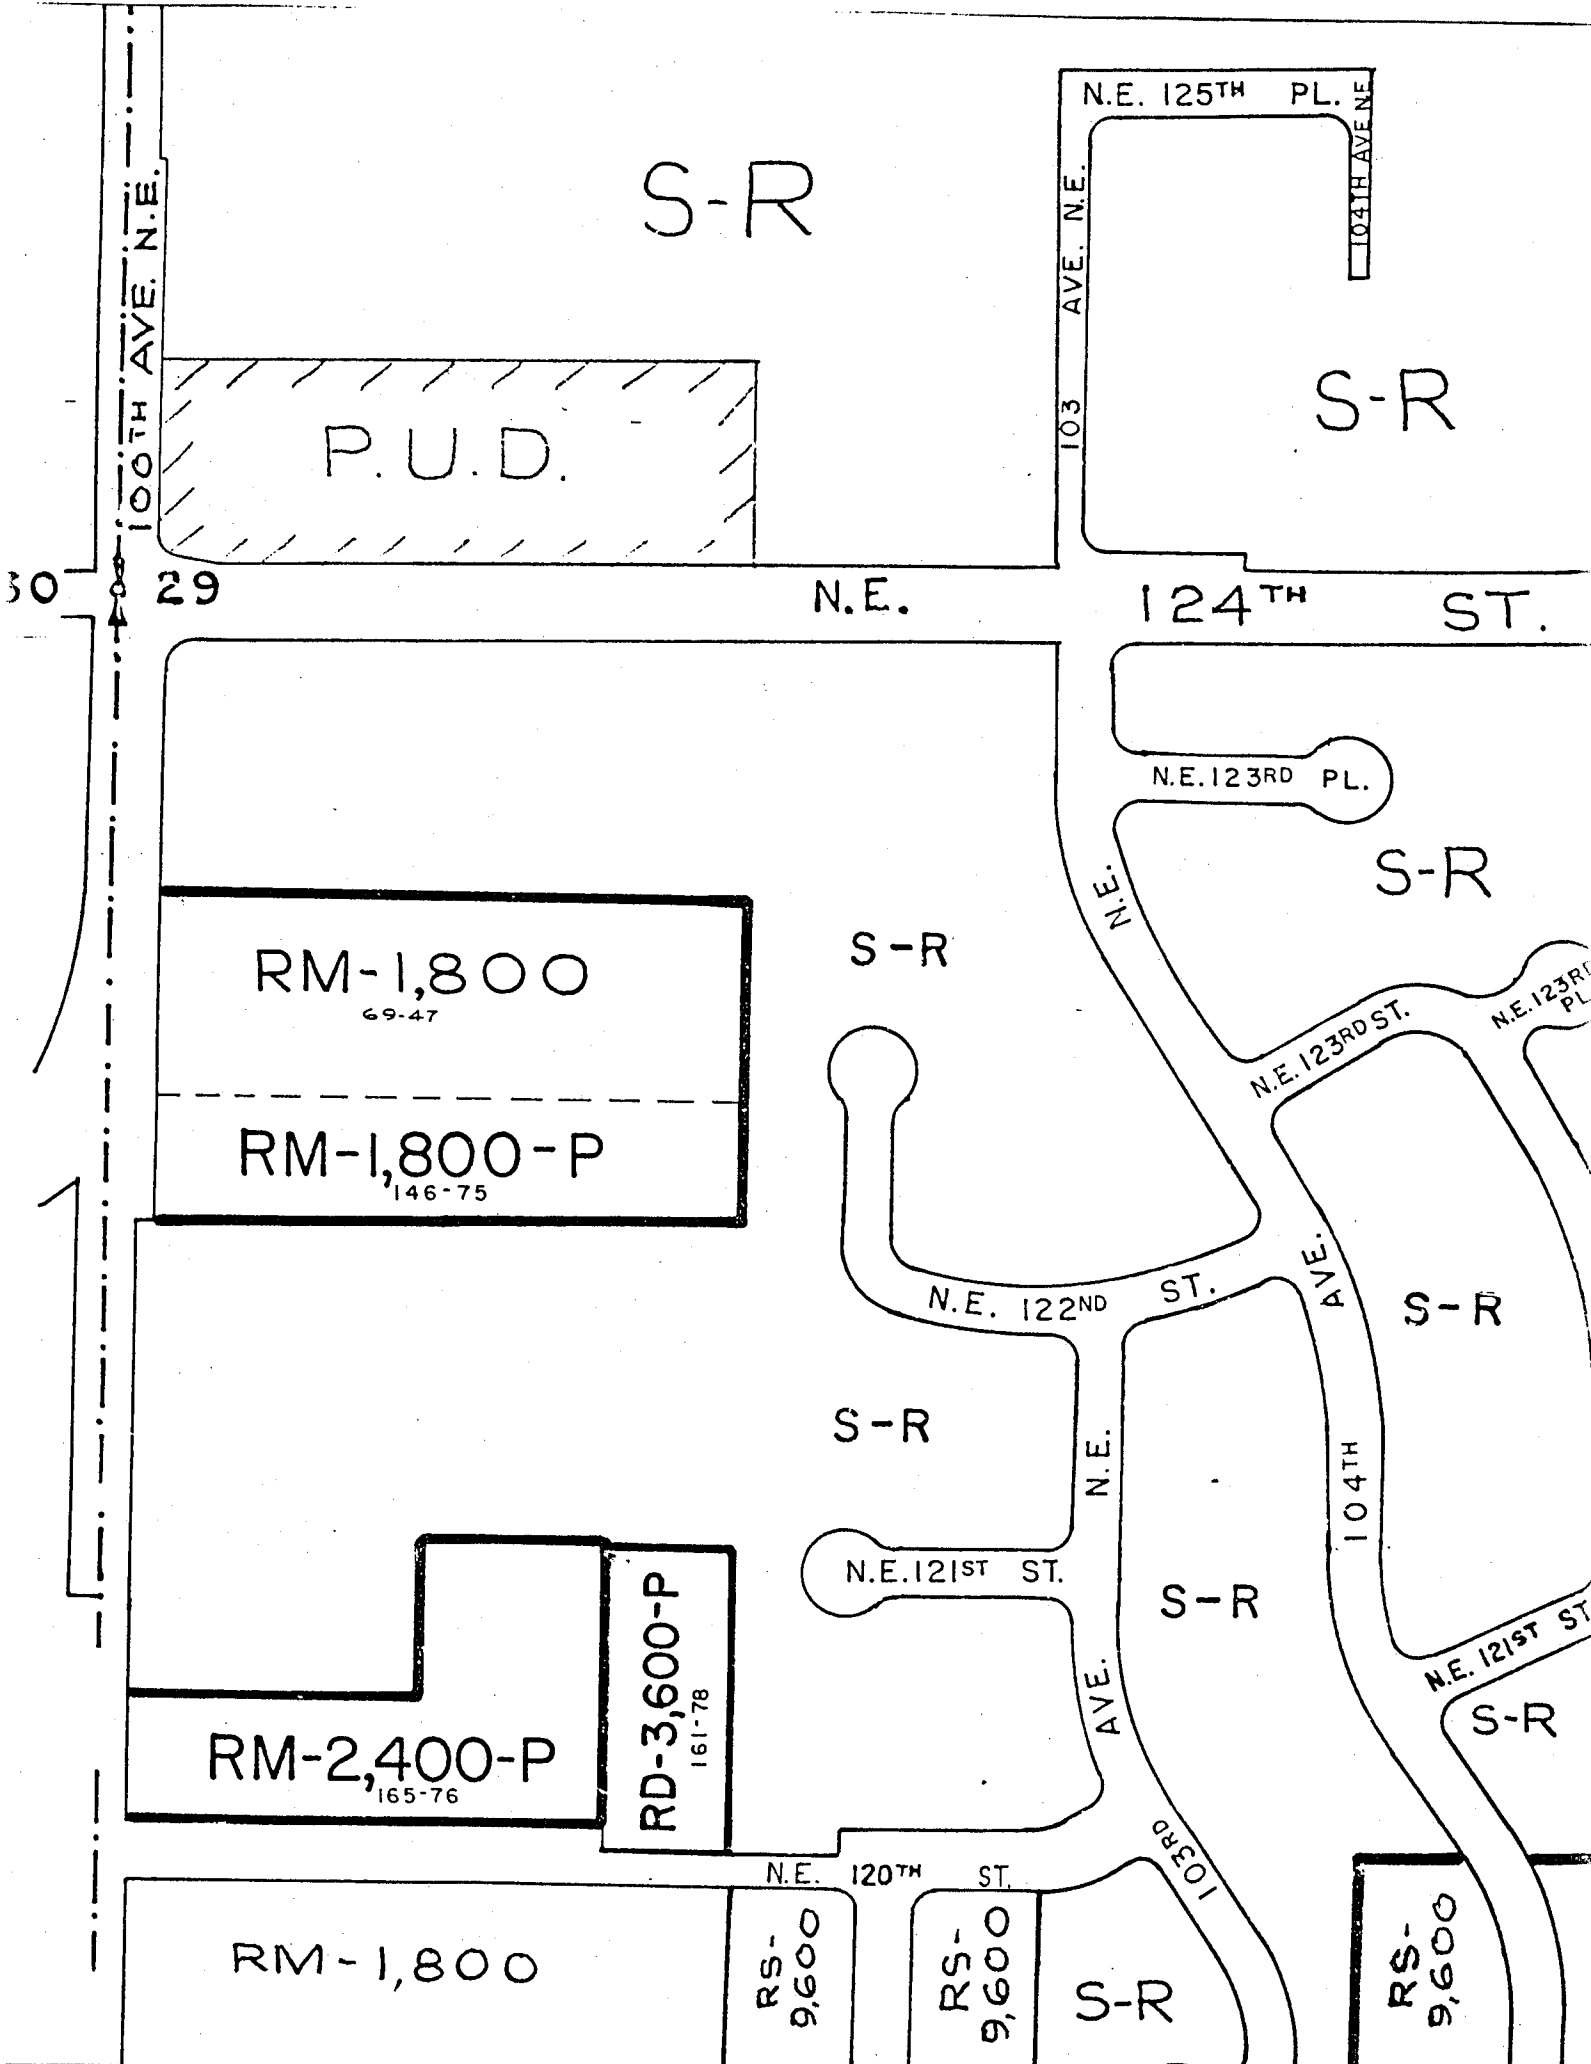 N.E. 125TH PL.
104TH AVE NE
100TH AVE. N.E.
S-R
103 AVE. N.E.
S-R
P.U.D.
30 29
N.E. 124TH ST.
N.E. 123RD PL.
S-R
N.E.
S-R
RM-1,800
69-47
N.E. 123RD ST.
N.E. 123RD
PL.
RM-1,800-P
146-75
N.E. 122ND ST.
AVE.
S-R
S-R
N.E.
104TH
N.E. 121ST ST.
S-R
RD-3,600-P
161-78
AVE.
N.E. 121ST ST
S-R
RM-2,400-P
165-76
103RD
N.E. 120TH ST.
RM-1,800
RS-
9,600
RS-
9,600
S-R
RS-
9,600